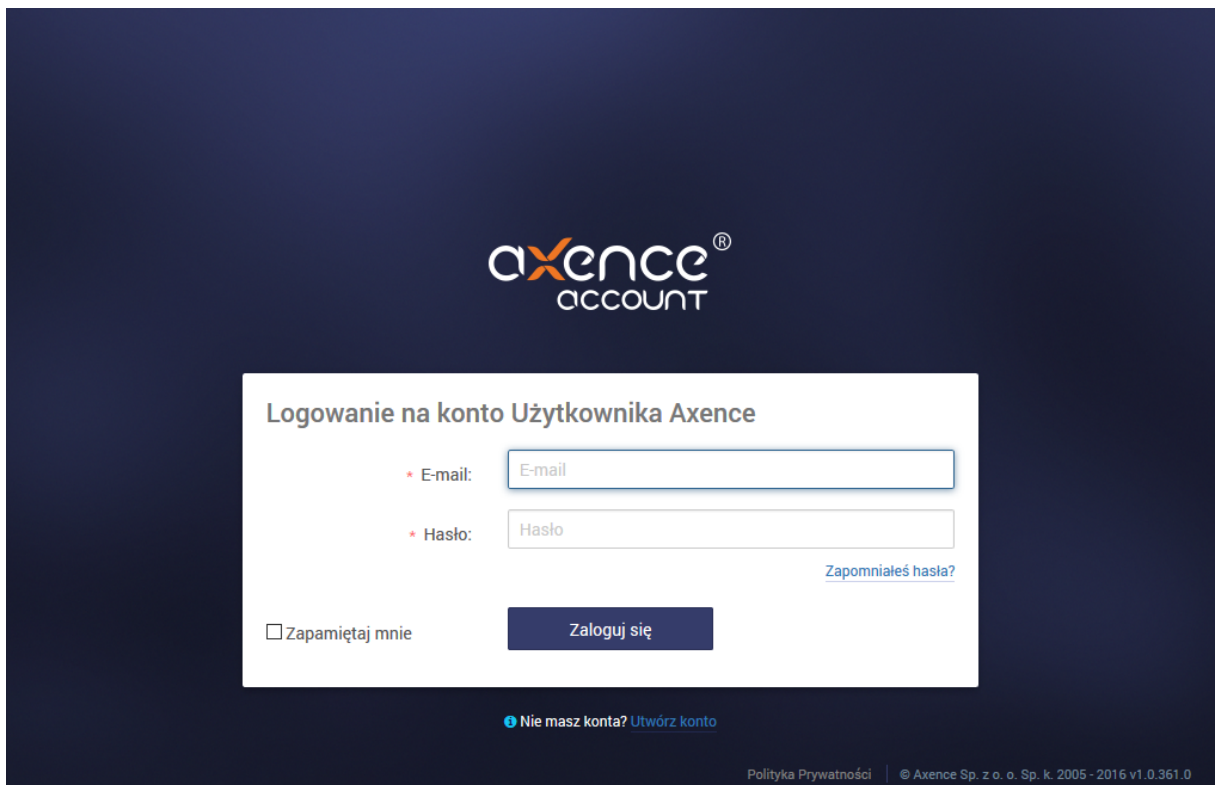 axence®
account
Logowanie na konto Użytkownika Axence
* E-mail:
E-mail
* Hasło:
Hasło
Zapomniałeś hasła?
Zapamiętaj mnie
Zaloguj się
Nie masz konta? Utwórz konto
Polityka Prywatności | © Axence Sp. z o. o. Sp. k. 2005 - 2016 v1.0.361.0